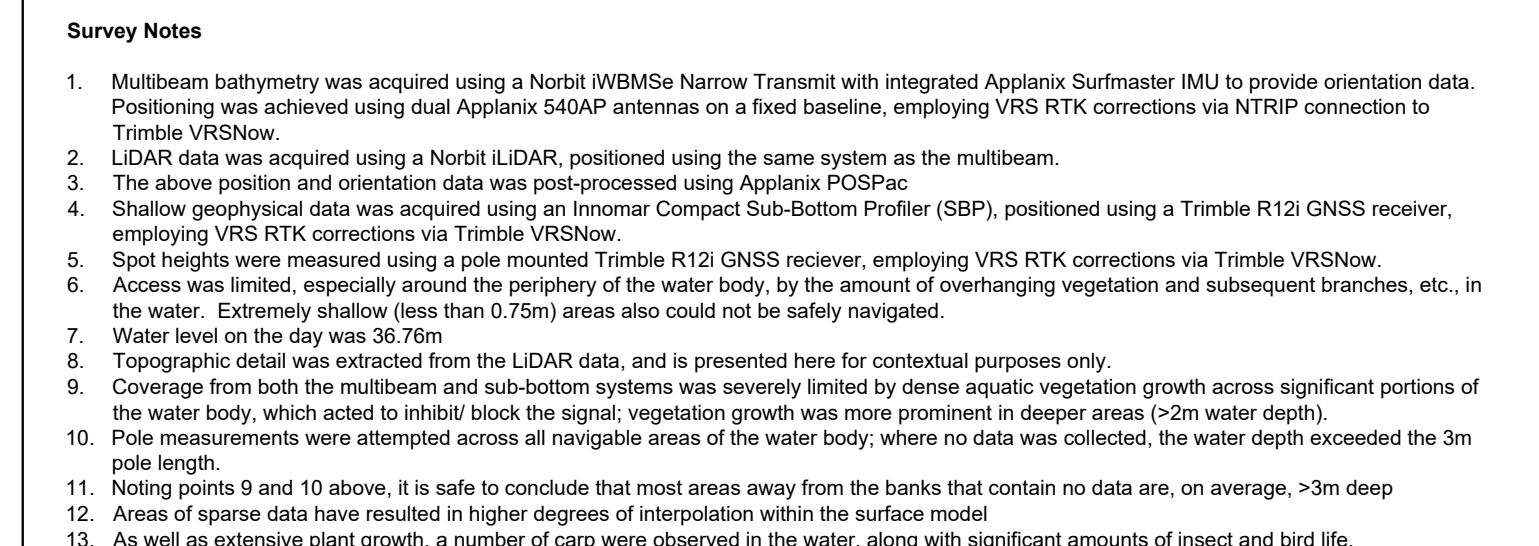 Survey Notes
1. Multibeam bathymetry was acquired using a Norbit iWBMSe Narrow Transmit with integrated Applanix Surfmaster IMU to provide orientation data.
Positioning was achieved using dual Applanix 540AP antennas on a fixed baseline, employing VRS RTK corrections via NTRIP connection to
Trimble VRSNow.
2. LiDAR data was acquired using a Norbit iLiDAR, positioned using the same system as the multibeam.
3. The above position and orientation data was post-processed using Applanix POSPac
4. Shallow geophysical data was acquired using an Innomar Compact Sub-Bottom Profiler (SBP), positioned using a Trimble R12i GNSS receiver,
employing VRS RTK corrections via Trimble VRSNow.
5. Spot heights were measured using a pole mounted Trimble R12i GNSS reciever, employing VRS RTK corrections via Trimble VRSNow.
6. Access was limited, especially around the periphery of the water body, by the amount of overhanging vegetation and subsequent branches, etc., in
the water. Extremely shallow (less than 0.75m) areas also could not be safely navigated.
7. Water level on the day was 36.76m
8. Topographic detail was extracted from the LiDAR data, and is presented here for contextual purposes only.
9. Coverage from both the multibeam and sub-bottom systems was severely limited by dense aquatic vegetation growth across significant portions of
the water body, which acted to inhibit/ block the signal; vegetation growth was more prominent in deeper areas (>2m water depth).
10. Pole measurements were attempted across all navigable areas of the water body; where no data was collected, the water depth exceeded the 3m
pole length.
11. Noting points 9 and 10 above, it is safe to conclude that most areas away from the banks that contain no data are, on average, >3m deep
12. Areas of sparse data have resulted in higher degrees of interpolation within the surface model
13. As well as extensive plant growth, a number of carp were observed in the water, along with significant amounts of insect and bird life.